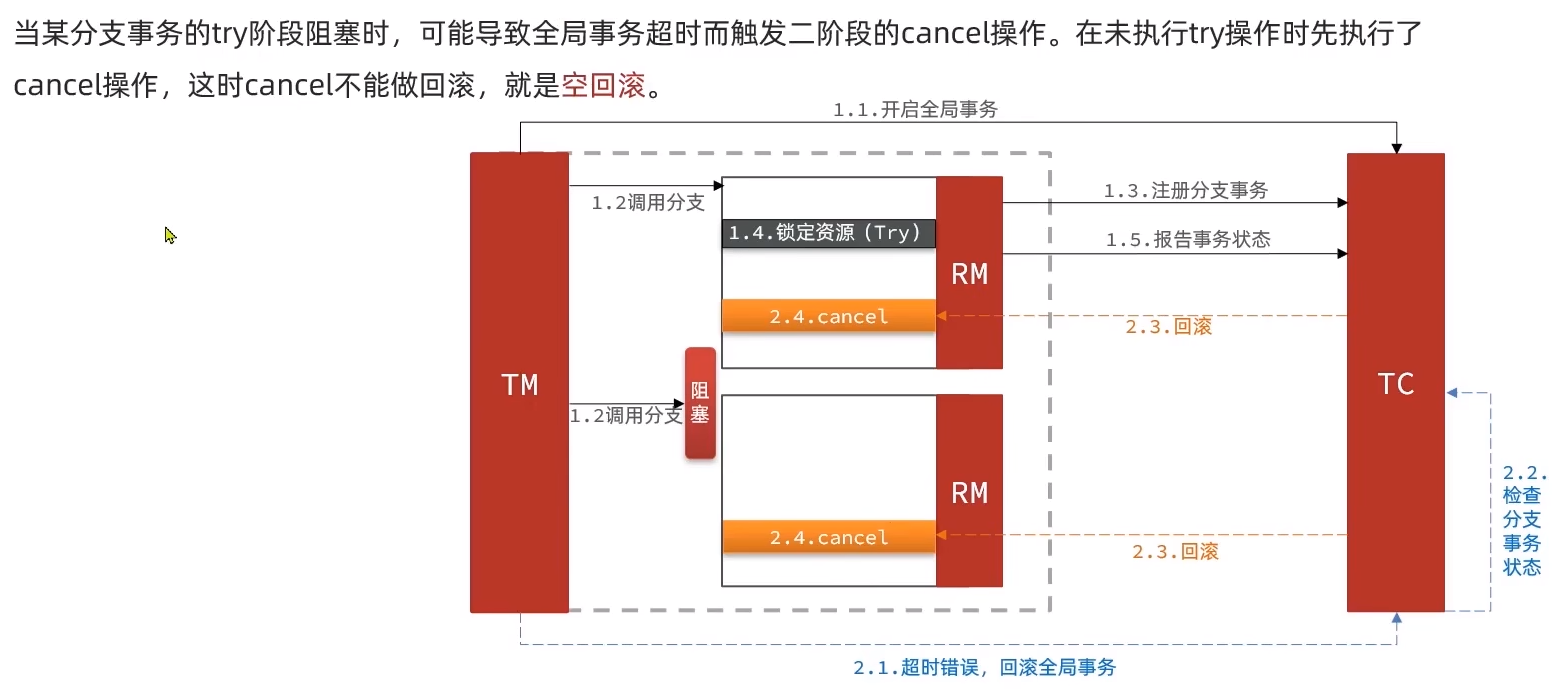 当某分支事务的try阶段阻塞时，可能导致全局事务超时而触发二阶段的cancel操作。在未执行try操作时先执行了
cancel操作，这时cancel不能做回滚，就是空回滚。
1.1.开启全局事务
1.2调用分支
1.3.注册分支事务
1.4.锁定资源（Try）
1.5.报告事务状态
RM
2.4.cancel
2.3.回滚
TM
阻
塞
TC
1.2调用分支
2.2.
检查
分支
事务
状态
RM
2.4.cancel
2.3.回滚
2.1.超时错误，回滚全局事务